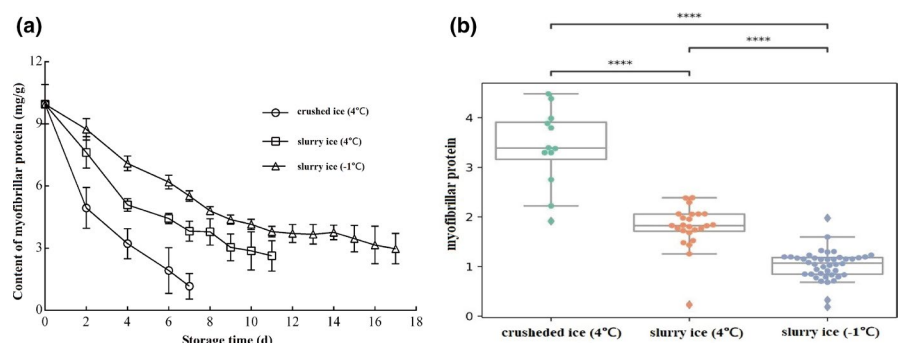 (a)
Content of myofibrillar protein (mg/g)
12
9
6
3
0
0 2 4 6 8 10 12 14 16 18
Storage time (d)
crushed ice (4°C)
slurry ice (4°C)
slurry ice (-1°C)
(b)
****
****
****
myofibrillar protein
4
3
2
1
0
crusheded ice (4°C) slurry ice (4°C) slurry ice (-1°C)